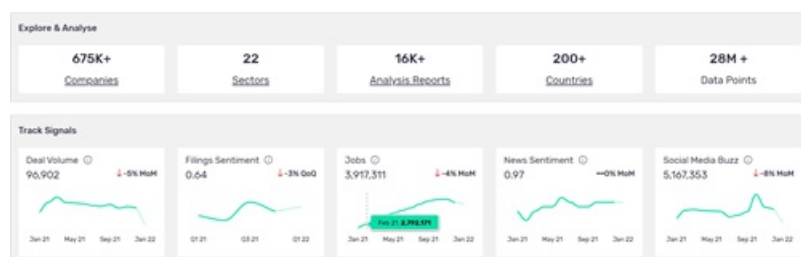 Explore & Analyse
675K+ 22 16K+ 200+ 28M +
Companies Sectors Analysis Reports Countries Data Points
Track Signals
Deal Volume Filings Sentiment Jobs News Sentiment Social Media Buzz
96,902 ↓-5% MoM 0.64 ↓-3% QoQ 3,917,311 ↓-4% MoM 0.97 0% MoM 5,167,353 ↓-8% MoM
Feb 21, 2,792,171
Jan 21 May 21 Sep 21 Jan 22 Q1 21 Q3 21 Q1 22 Jan 21 May 21 Sep 21 Jan 22 Jan 21 May 21 Sep 21 Jan 22 Jan 21 May 21 Sep 21 Jan 22